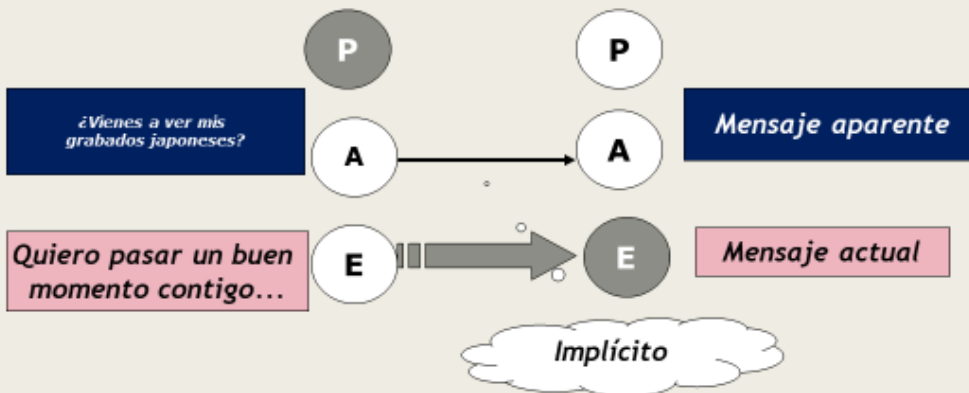 P
P
¿Vienes a ver mis
grabados japoneses?
A
A
Mensaje aparente
Quiero pasar un buen
momento contigo...
E
E
Mensaje actual
Implícito